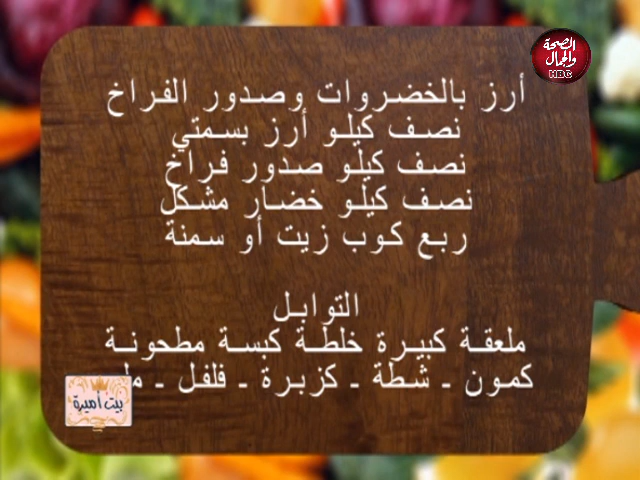 الصحة
والجمال
HBC
أرز بالخضروات وصدور الفراخ
نصف كيلو أرز بسمتي
نصف كيلو صدور فراخ
نصف كيلو خضار مشكل
ربع كوب زيت أو سمنة
التوابل
ملعقة كبيرة خلطة كبسة مطحونة
كمون - شطة - كزبرة - فلفل -
بيت أميرة